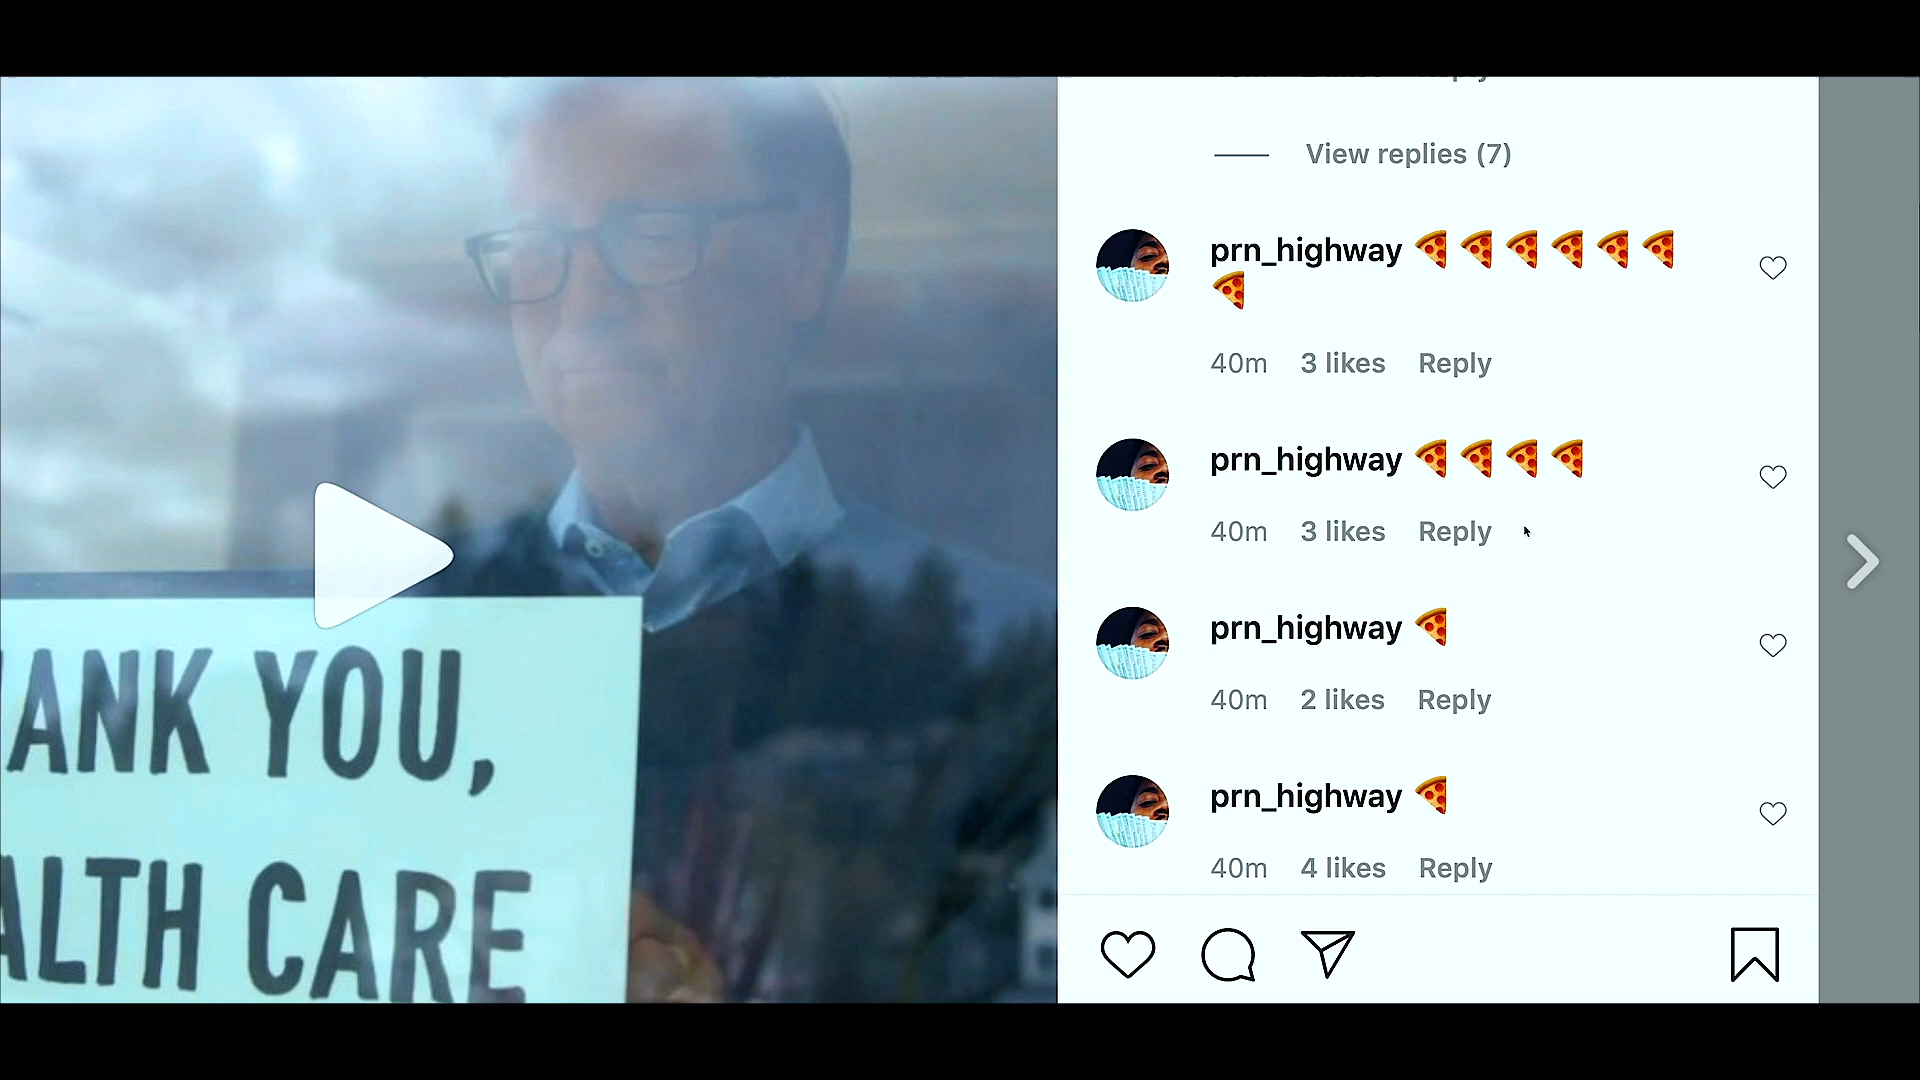 View replies (7)
prn_highway 🍕 🍕 🍕 🍕 🍕 🍕
🍕
40m 3 likes Reply
prn_highway 🍕 🍕 🍕 🍕
40m 3 likes Reply
prn_highway 🍕
40m 2 likes Reply
prn_highway 🍕
40m 4 likes Reply
ANK YOU,
ALTH CARE